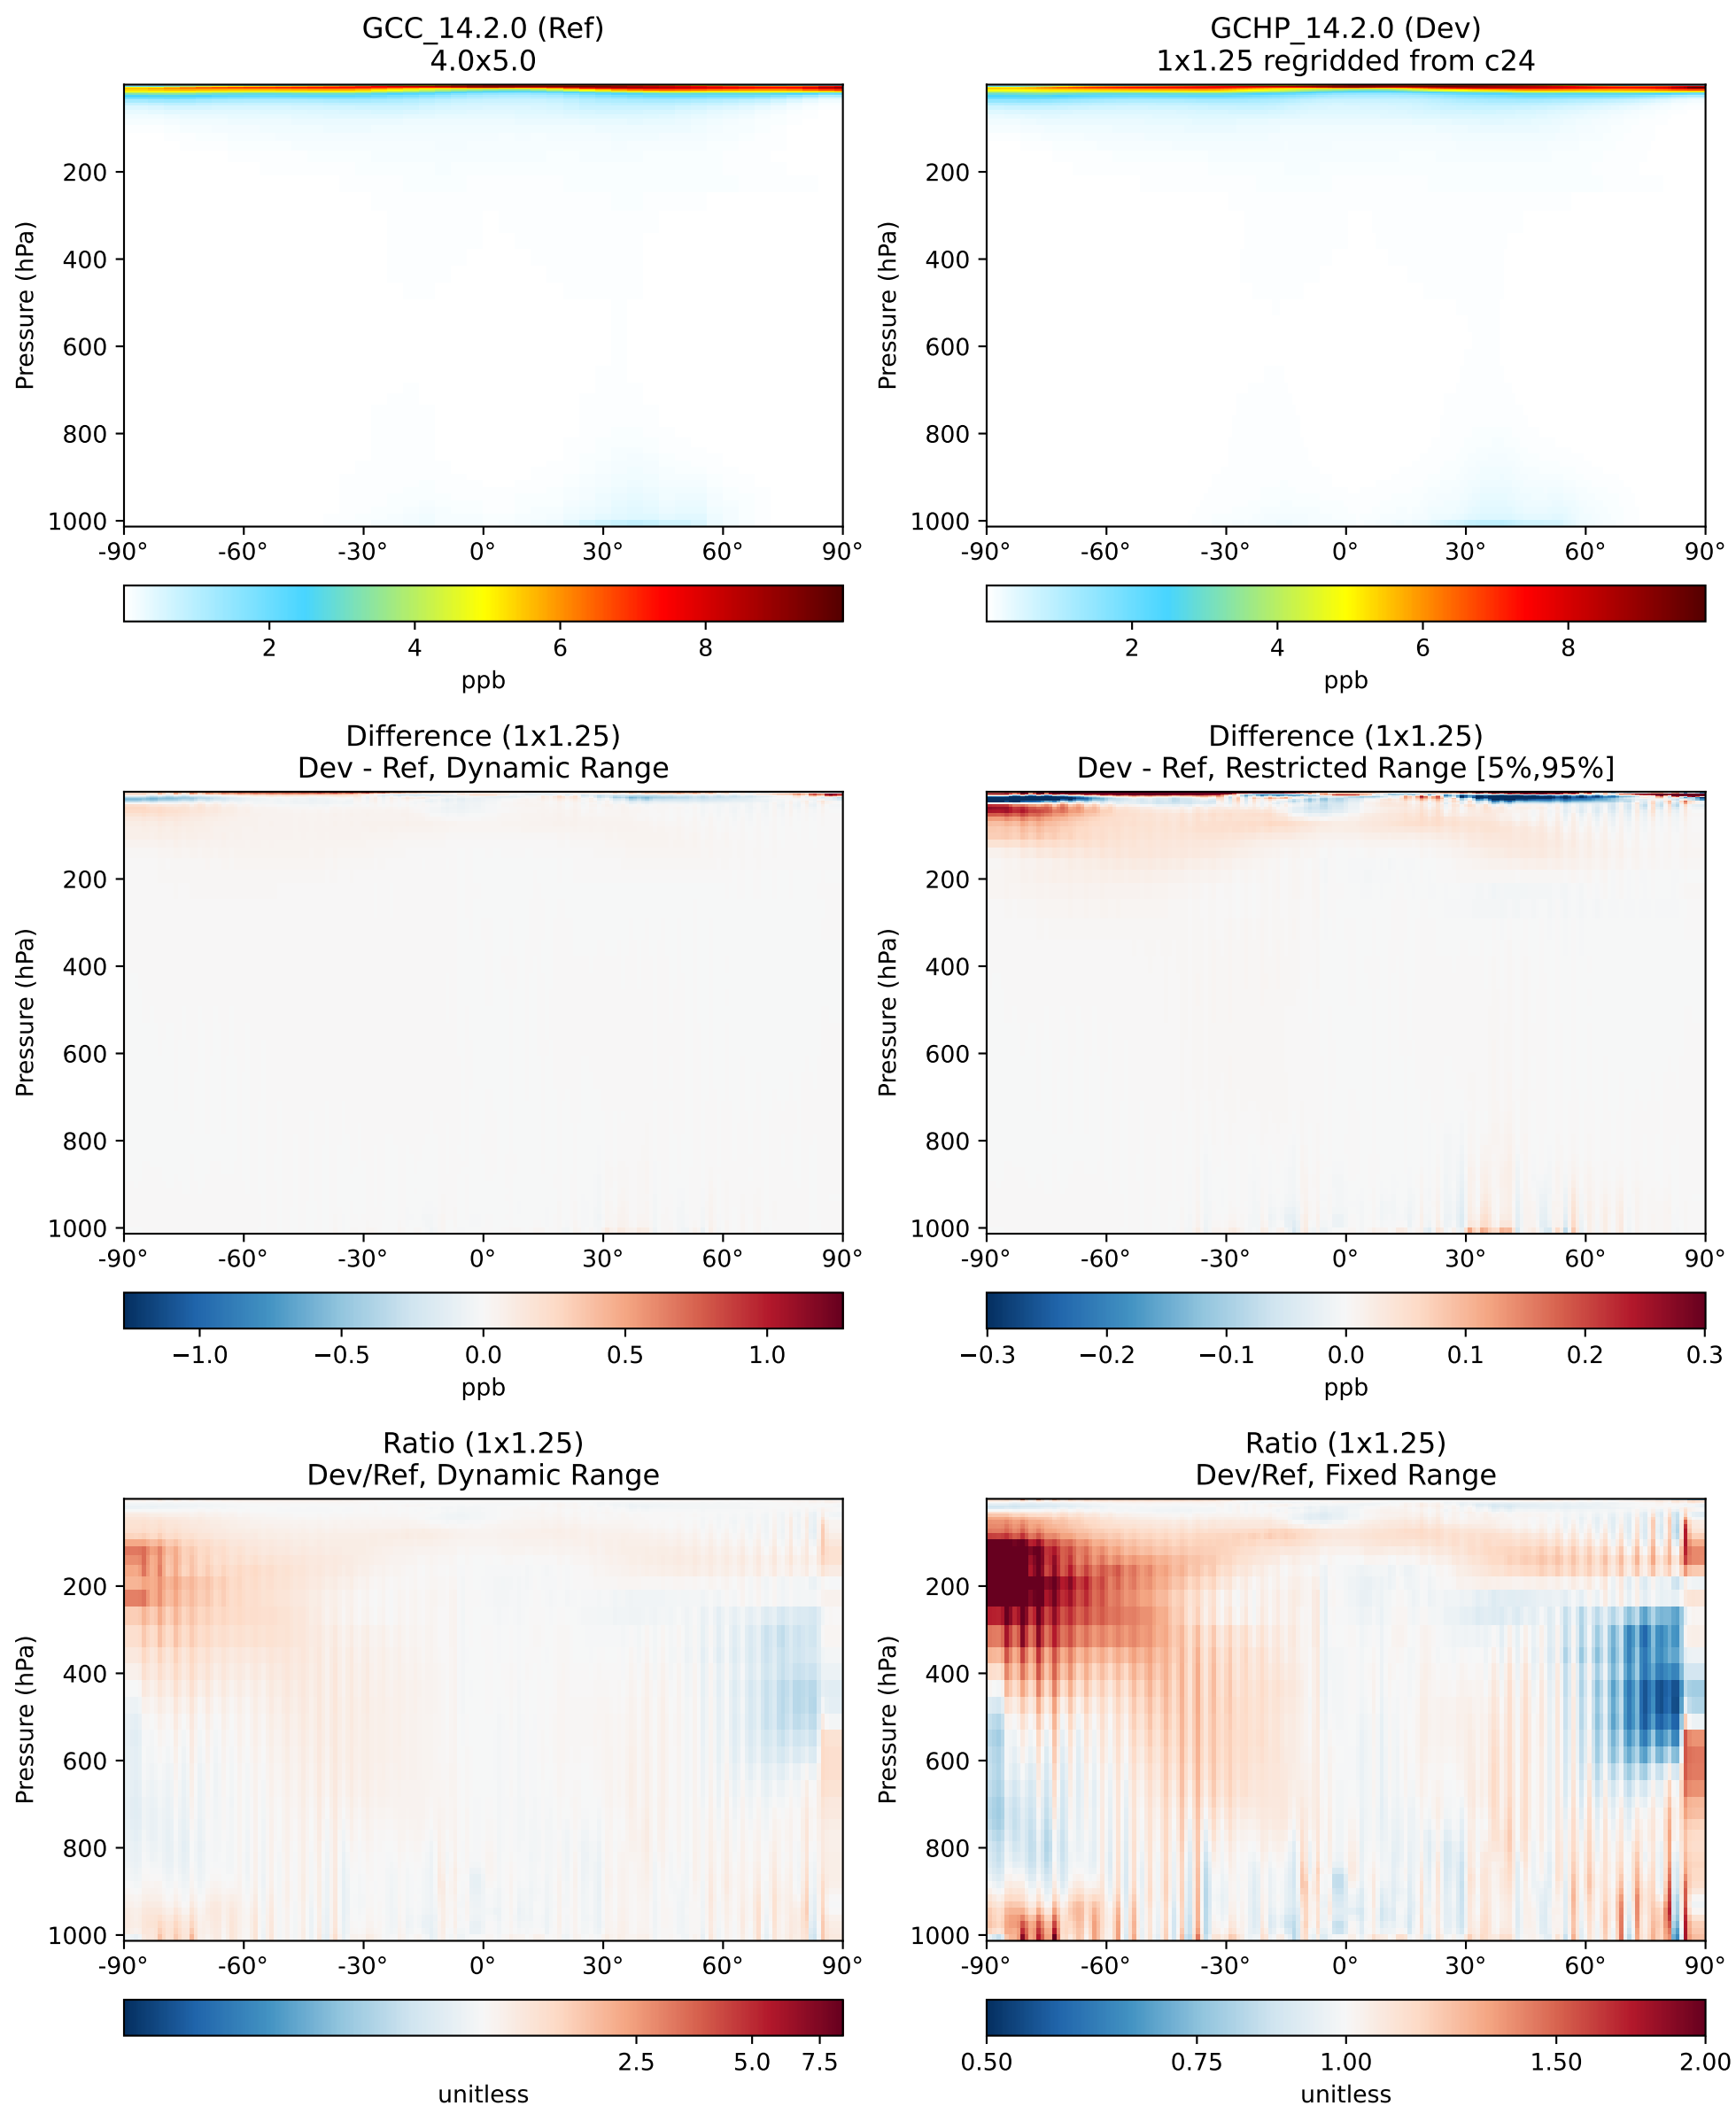 GCC_14.2.0 (Ref)
4.0x5.0
Pressure (hPa)
200
400
600
800
1000
-90° -60° -30° 0° 30° 60° 90°
2 4 6 8
ppb
GCHP_14.2.0 (Dev)
1x1.25 regridded from c24
Pressure (hPa)
200
400
600
800
1000
-90° -60° -30° 0° 30° 60° 90°
2 4 6 8
ppb
Difference (1x1.25)
Dev - Ref, Dynamic Range
Pressure (hPa)
200
400
600
800
1000
-90° -60° -30° 0° 30° 60° 90°
−1.0 −0.5 0.0 0.5 1.0
ppb
Difference (1x1.25)
Dev - Ref, Restricted Range [5%,95%]
Pressure (hPa)
200
400
600
800
1000
-90° -60° -30° 0° 30° 60° 90°
−0.3 −0.2 −0.1 0.0 0.1 0.2 0.3
ppb
Ratio (1x1.25)
Dev/Ref, Dynamic Range
Pressure (hPa)
200
400
600
800
1000
-90° -60° -30° 0° 30° 60° 90°
2.5 5.0 7.5
unitless
Ratio (1x1.25)
Dev/Ref, Fixed Range
Pressure (hPa)
200
400
600
800
1000
-90° -60° -30° 0° 30° 60° 90°
0.50 0.75 1.00 1.50 2.00
unitless